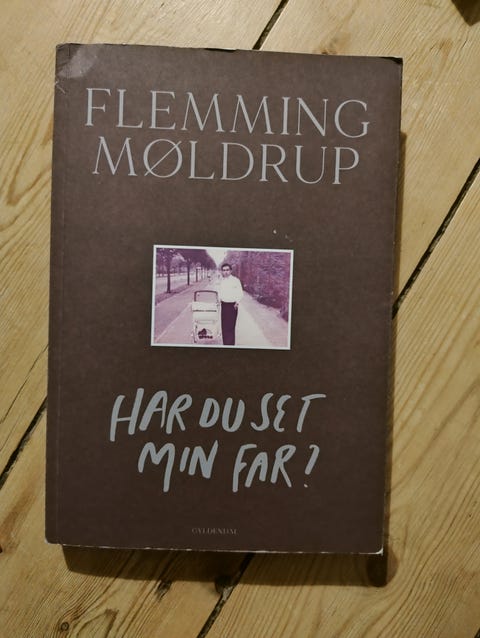 FLEMMING
MØLDRUP
HAR DU SET
MIN FAR?
GYLDENDAL